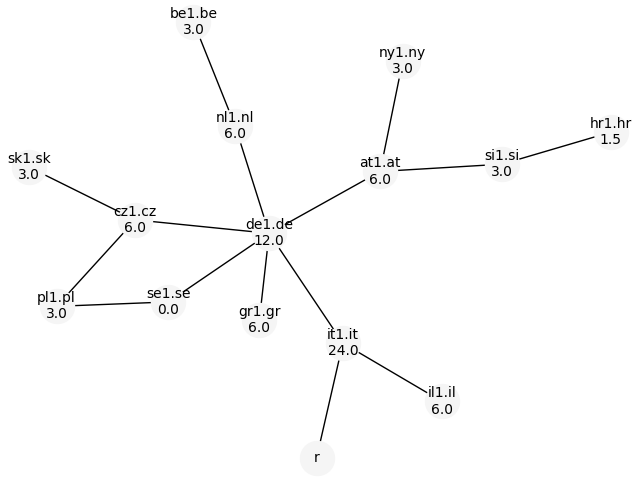 be1.be
3.0
ny1.ny
3.0
nl1.nl
6.0
hr1.hr
1.5
sk1.sk
3.0
at1.at
6.0
si1.si
3.0
cz1.cz
6.0
de1.de
12.0
pl1.pl
3.0
se1.se
0.0
gr1.gr
6.0
it1.it
24.0
il1.il
6.0
r